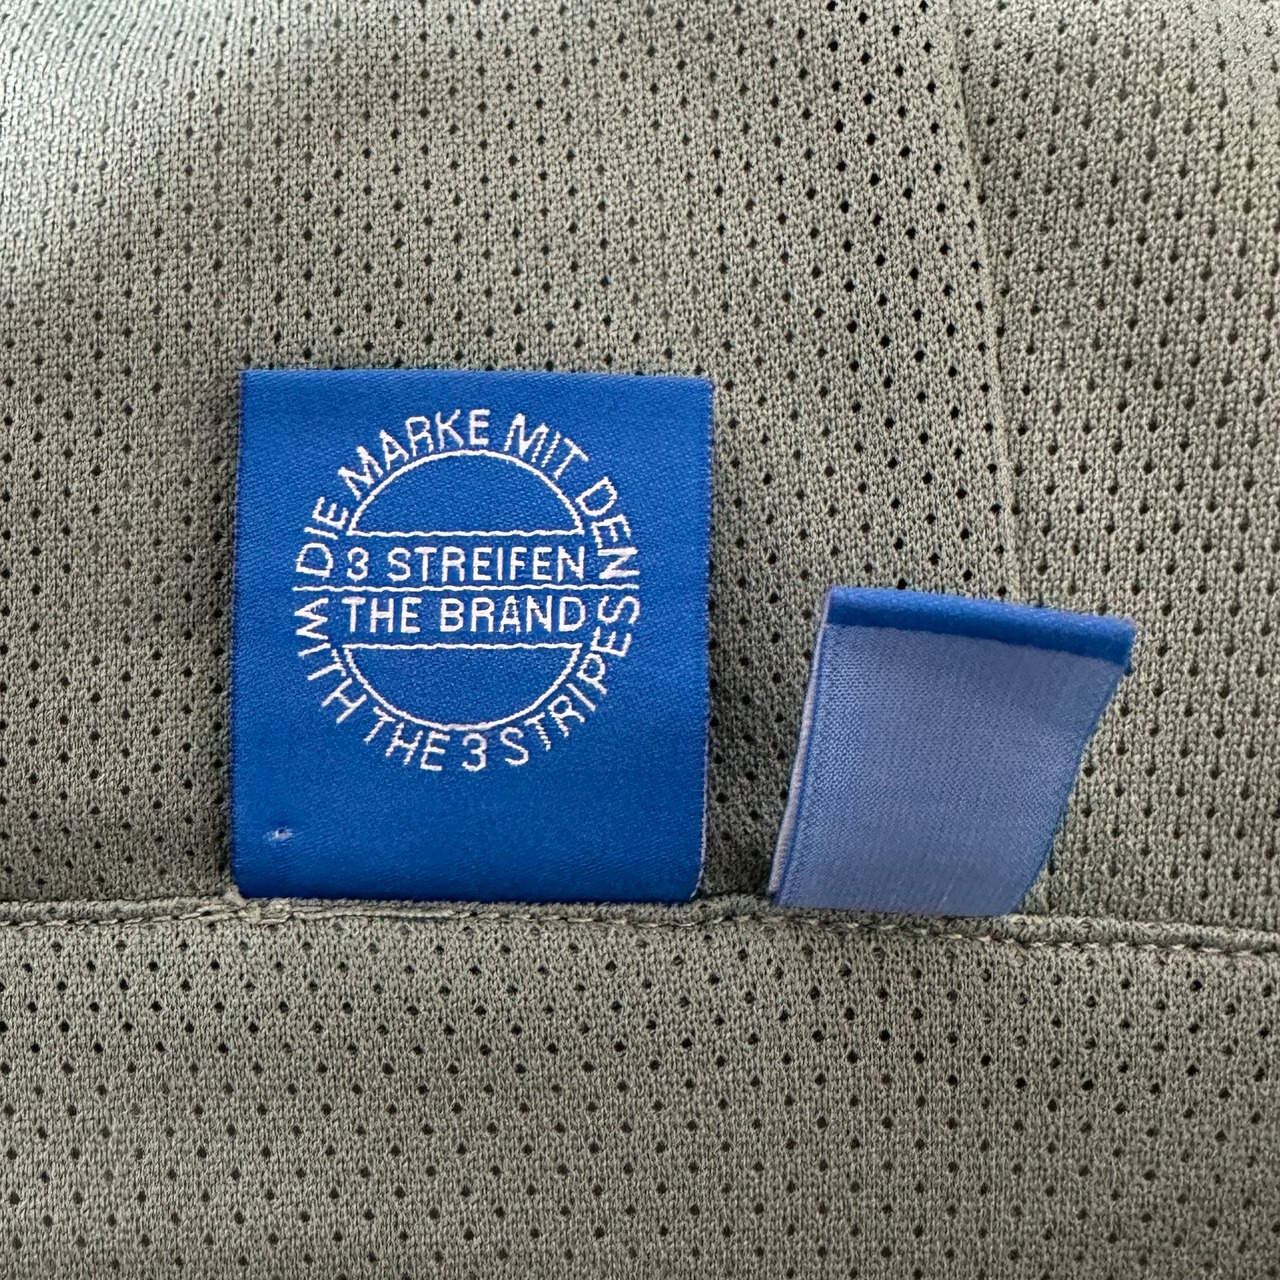 DIE MARKE MIT DEN
3 STREIFEN
THE BRAND
WITH THE 3 STRIPES